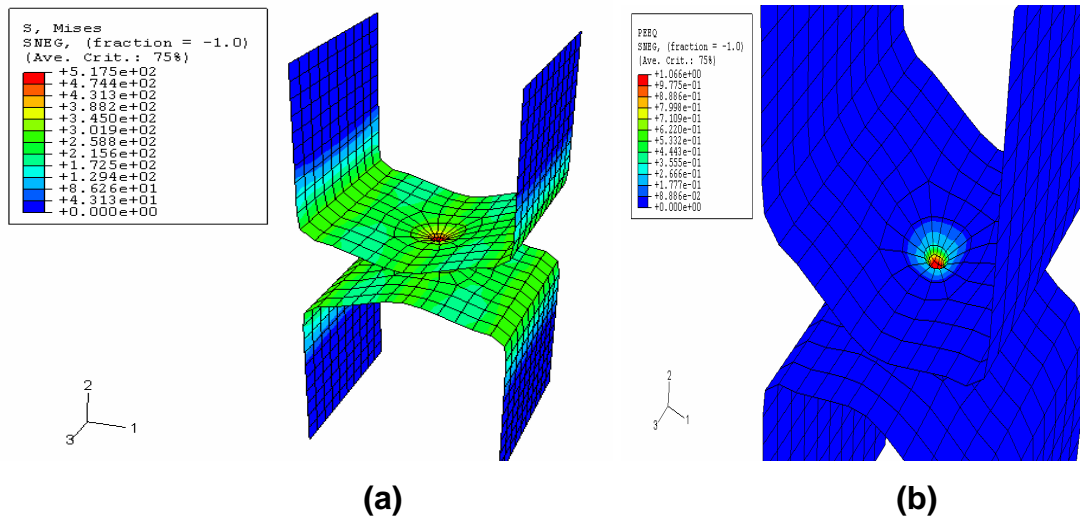 S, Mises
SNEG, (fraction = -1.0)
(Ave. Crit.: 75%)
+5.175e+02
+4.744e+02
+4.313e+02
+3.882e+02
+3.450e+02
+3.019e+02
+2.588e+02
+2.156e+02
+1.725e+02
+1.294e+02
+8.626e+01
+4.313e+01
+0.000e+00
2
3
1
(a)
PEEQ
SNEG, (fraction = -1.0)
(Ave. Crit.: 75%)
+1.066e+00
+9.775e-01
+8.886e-01
+7.998e-01
+7.109e-01
+6.220e-01
+5.332e-01
+4.443e-01
+3.555e-01
+2.666e-01
+1.777e-01
+8.886e-02
+0.000e+00
2
3
1
(b)